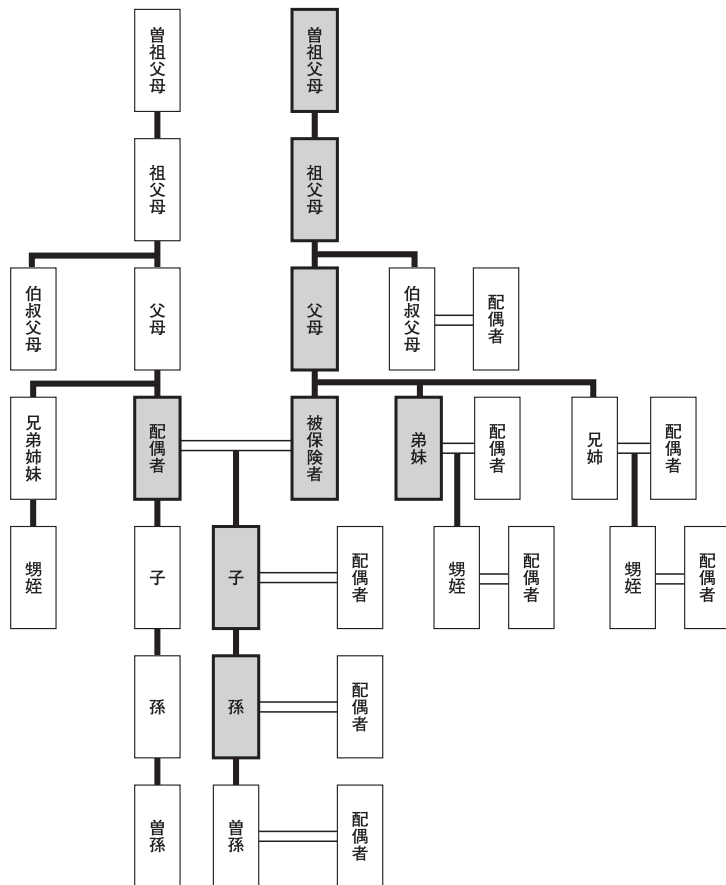 曽祖父母
曽祖父母
祖父母
祖父母
伯叔父母
父母
父母
伯叔父母
配偶者
兄弟姉妹
配偶者
被保険者
弟妹
配偶者
兄姉
配偶者
甥姪
子
子
配偶者
甥姪
配偶者
甥姪
配偶者
孫
孫
配偶者
曽孫
曽孫
配偶者